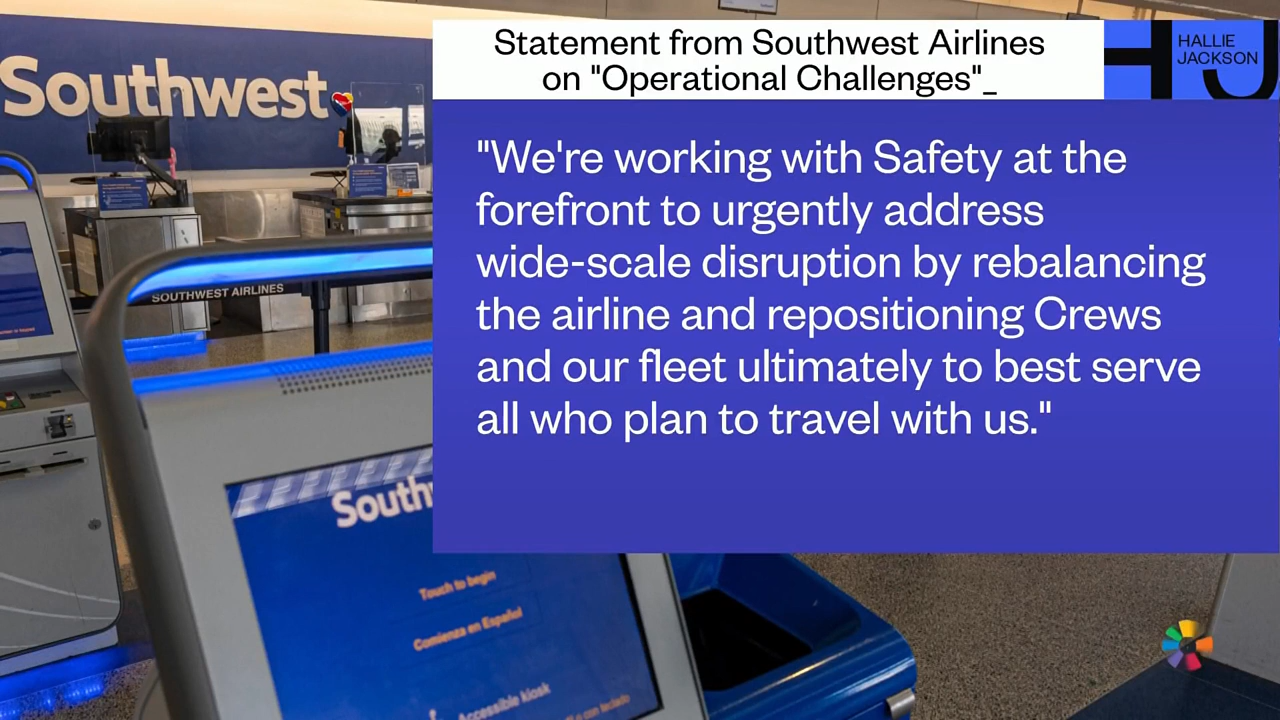 Statement from Southwest Airlines
on "Operational Challenges"_
HALLIE
JACKSON
"We're working with Safety at the
forefront to urgently address
wide-scale disruption by rebalancing
the airline and repositioning Crews
and our fleet ultimately to best serve
all who plan to travel with us."
Southwest
SOUTHWEST AIRLINES
South
Touch to begin
Comienza en Español
Accessible kiosk